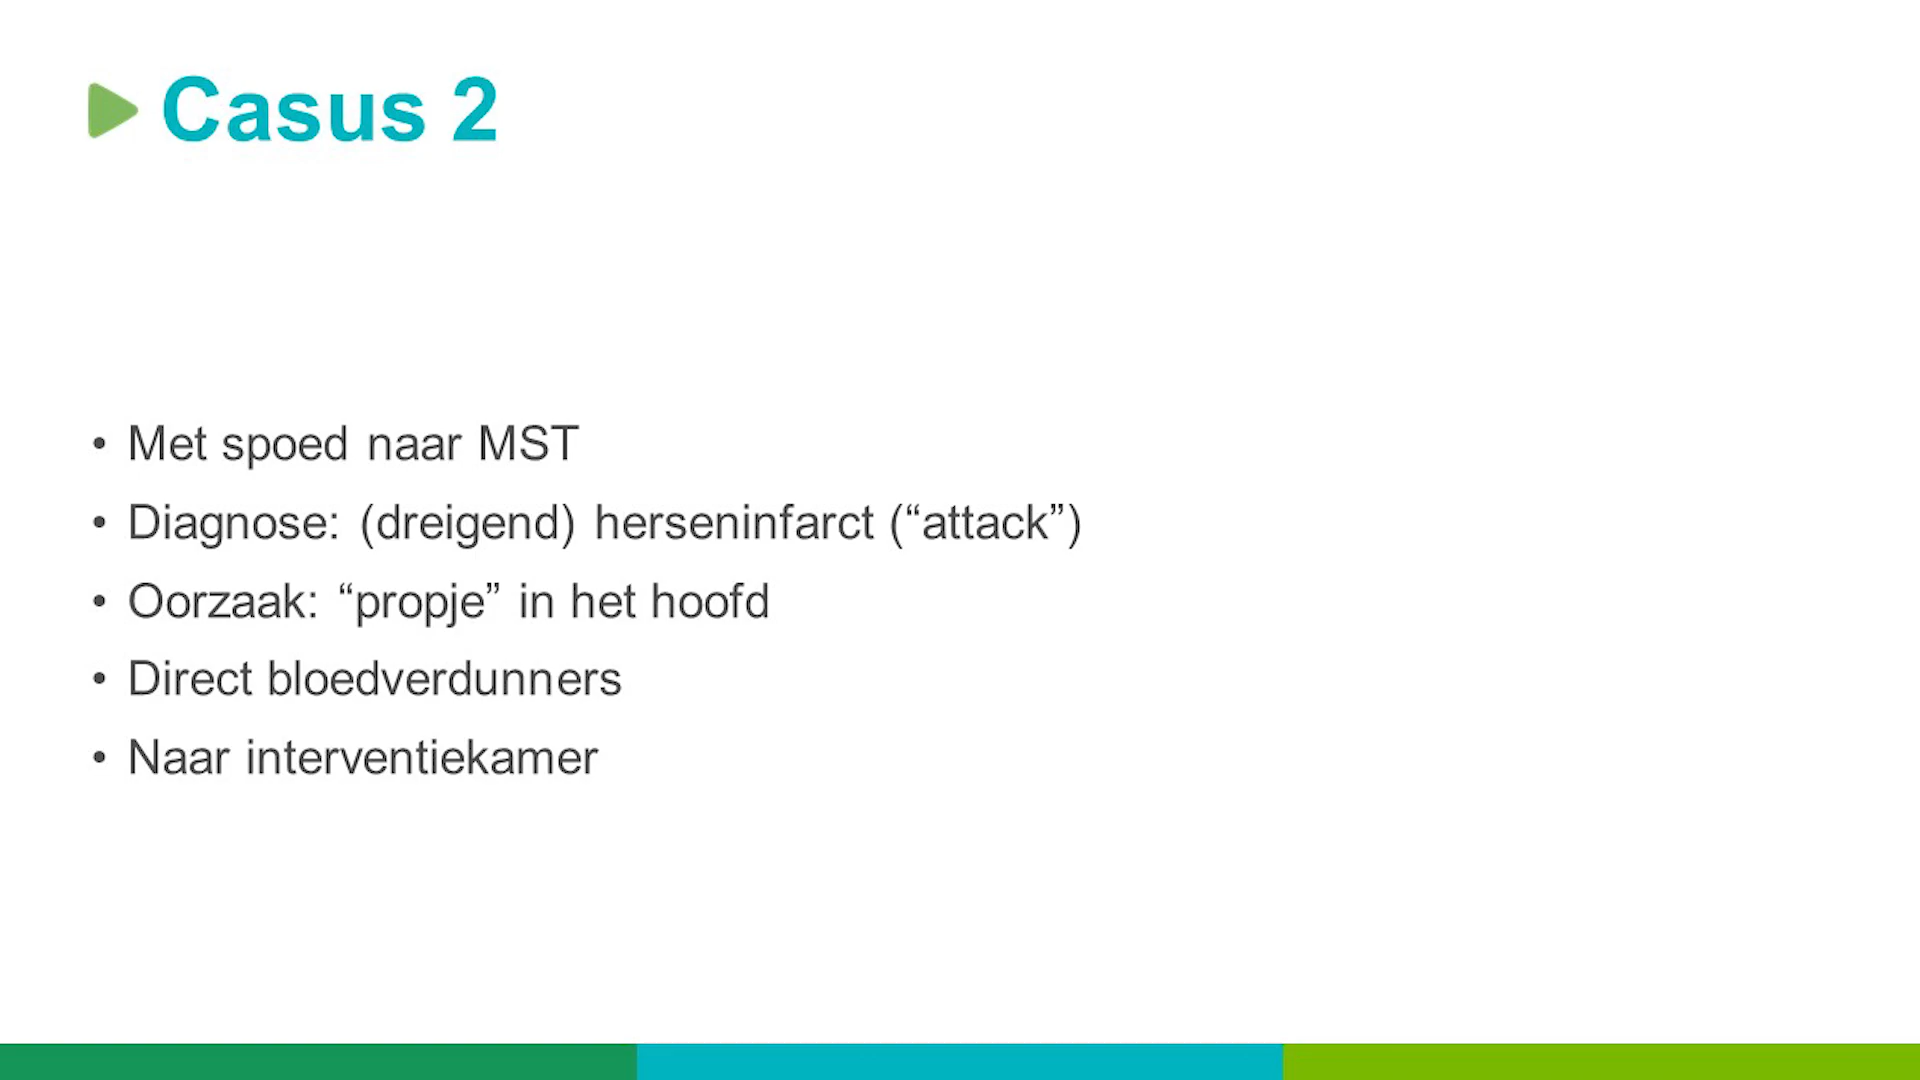 Casus 2
• Met spoed naar MST
• Diagnose: (dreigend) herseninfarct (“attack”)
• Oorzaak: “propje” in het hoofd
• Direct bloedverdunners
• Naar interventiekamer